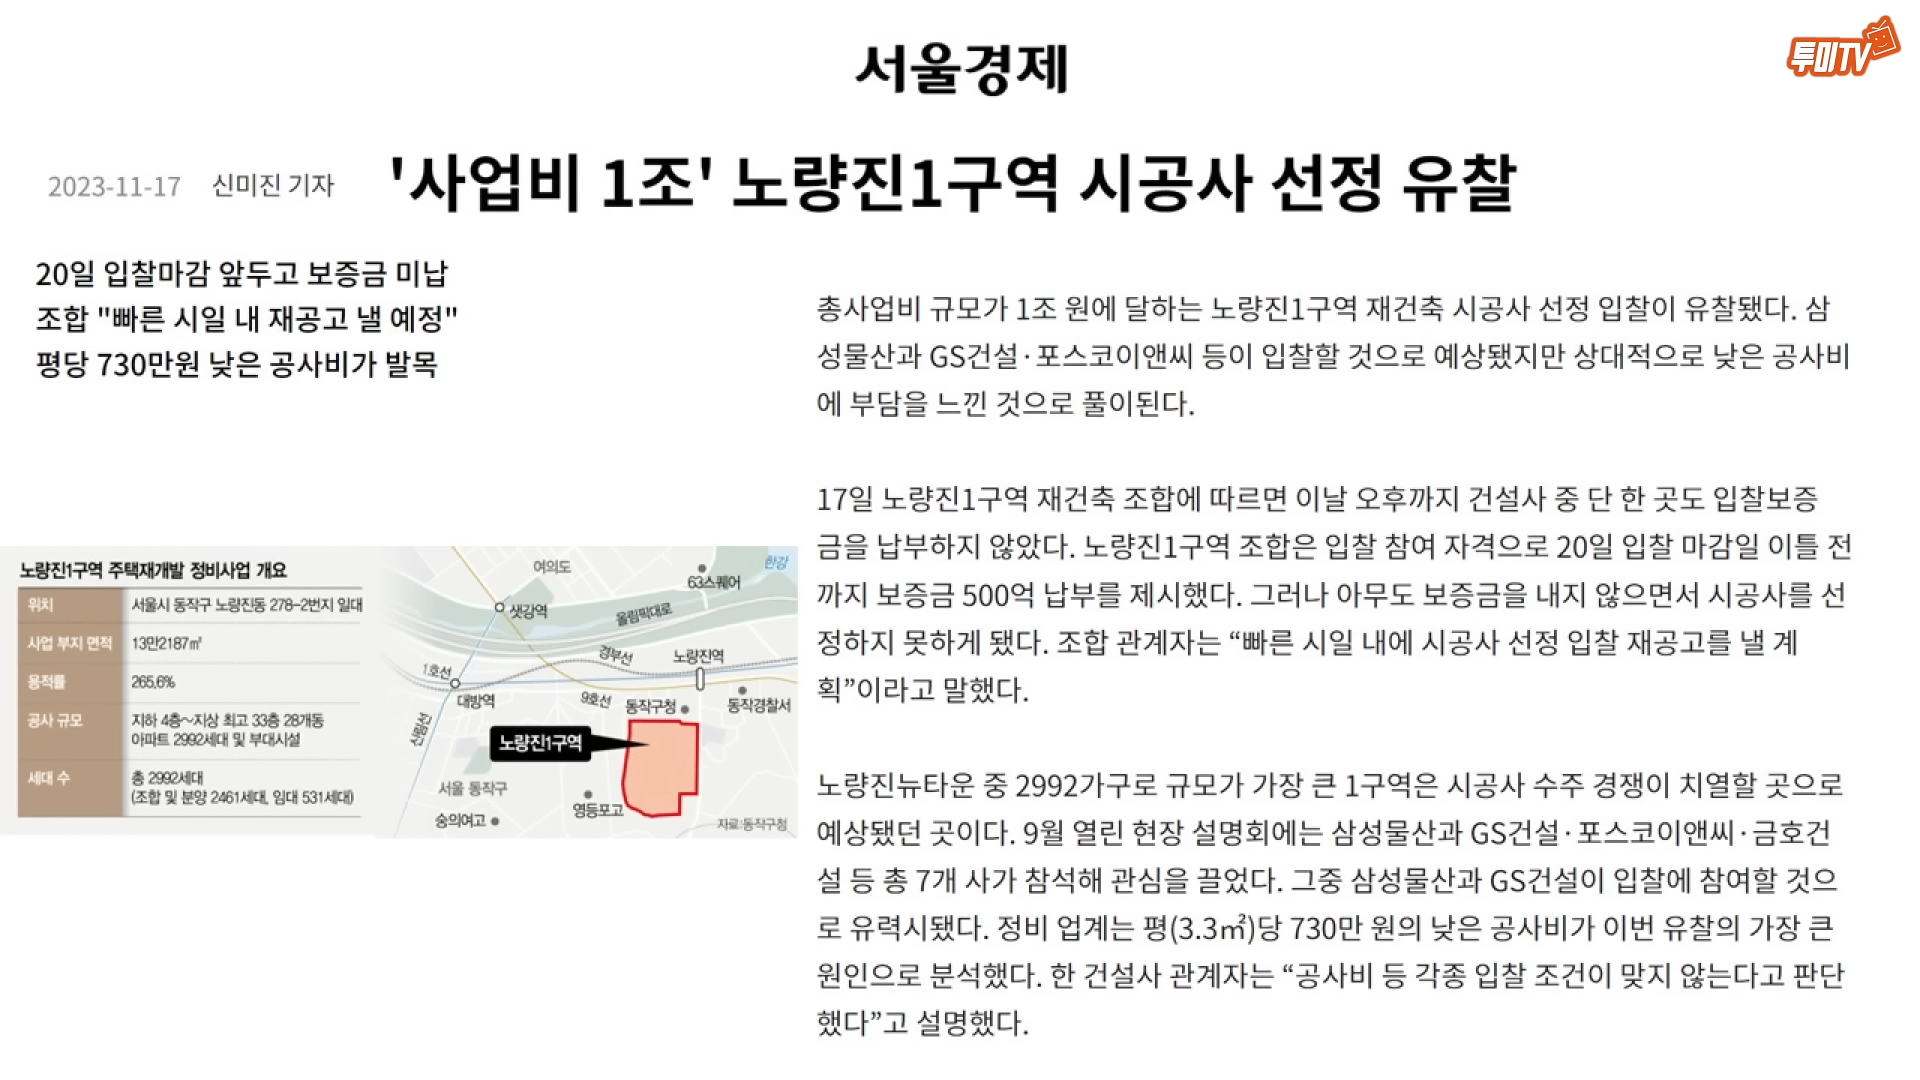 서울경제
투미TV
2023-11-17 신미진 기자
'사업비 1조' 노량진1구역 시공사 선정 유찰
20일 입찰마감 앞두고 보증금 미납
조합 "빠른 시일 내 재공고 낼 예정"
평당 730만원 낮은 공사비가 발목
노량진1구역 주택재개발 정비사업 개요
위치 서울시 동작구 노량진동 278-2번지 일대
사업 부지 면적 13만2187㎡
용적률 265.6%
공사 규모 지하 4층~지상 최고 33층 28개동
아파트 2992세대 및 부대시설
세대 수 총 2992세대
(조합 및 분양 2461세대, 임대 531세대)
여의도
한강
63스퀘어
샛강역
올림픽대로
경부선
노량진역
1호선
대방역
9호선
동작구청
동작경찰서
신림선
노량진1구역
서울 동작구
영등포고
숭의여고
자료:동작구청
총사업비 규모가 1조 원에 달하는 노량진1구역 재건축 시공사 선정 입찰이 유찰됐다. 삼
성물산과 GS건설·포스코이앤씨 등이 입찰할 것으로 예상됐지만 상대적으로 낮은 공사비
에 부담을 느낀 것으로 풀이된다.
17일 노량진1구역 재건축 조합에 따르면 이날 오후까지 건설사 중 단 한 곳도 입찰보증
금을 납부하지 않았다. 노량진1구역 조합은 입찰 참여 자격으로 20일 입찰 마감일 이틀 전
까지 보증금 500억 납부를 제시했다. 그러나 아무도 보증금을 내지 않으면서 시공사를 선
정하지 못하게 됐다. 조합 관계자는 “빠른 시일 내에 시공사 선정 입찰 재공고를 낼 계
획”이라고 말했다.
노량진뉴타운 중 2992가구로 규모가 가장 큰 1구역은 시공사 수주 경쟁이 치열할 곳으로
예상됐던 곳이다. 9월 열린 현장 설명회에는 삼성물산과 GS건설·포스코이앤씨·금호건
설 등 총 7개 사가 참석해 관심을 끌었다. 그중 삼성물산과 GS건설이 입찰에 참여할 것으
로 유력시됐다. 정비 업계는 평(3.3㎡)당 730만 원의 낮은 공사비가 이번 유찰의 가장 큰
원인으로 분석했다. 한 건설사 관계자는 “공사비 등 각종 입찰 조건이 맞지 않는다고 판단
했다”고 설명했다.